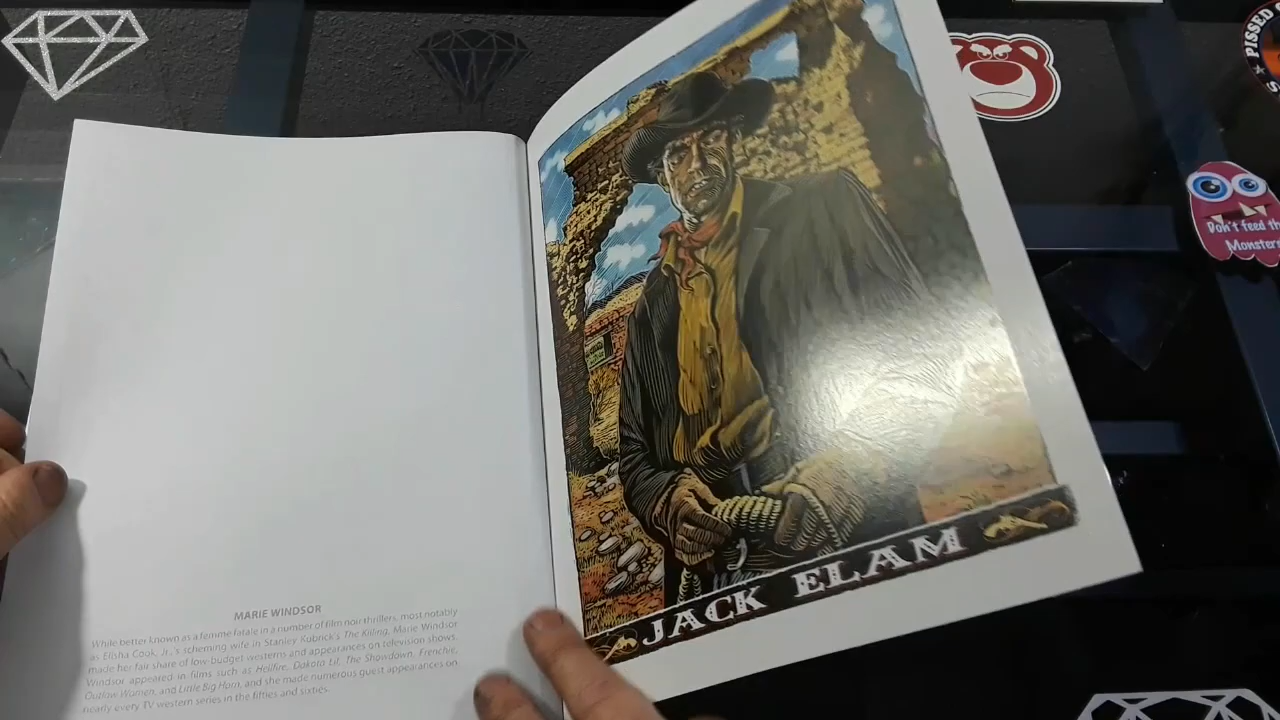 MARIE WINDSOR
While better known as a femme fatale in a number of film noir thrillers, most notably
as Elisha Cook, Jr.'s scheming wife in Stanley Kubrick's The Killing, Marie Windsor
made her fair share of low-budget westerns and appearances on television shows.
Windsor appeared in films such as Hellfire, Dakota Lil, The Showdown, Frenchie,
Outlaw Women, and Little Big Horn, and she made numerous guest appearances on
nearly every TV western series in the fifties and sixties.
JACK ELAM
PISSED
Don't feed th
Monsters